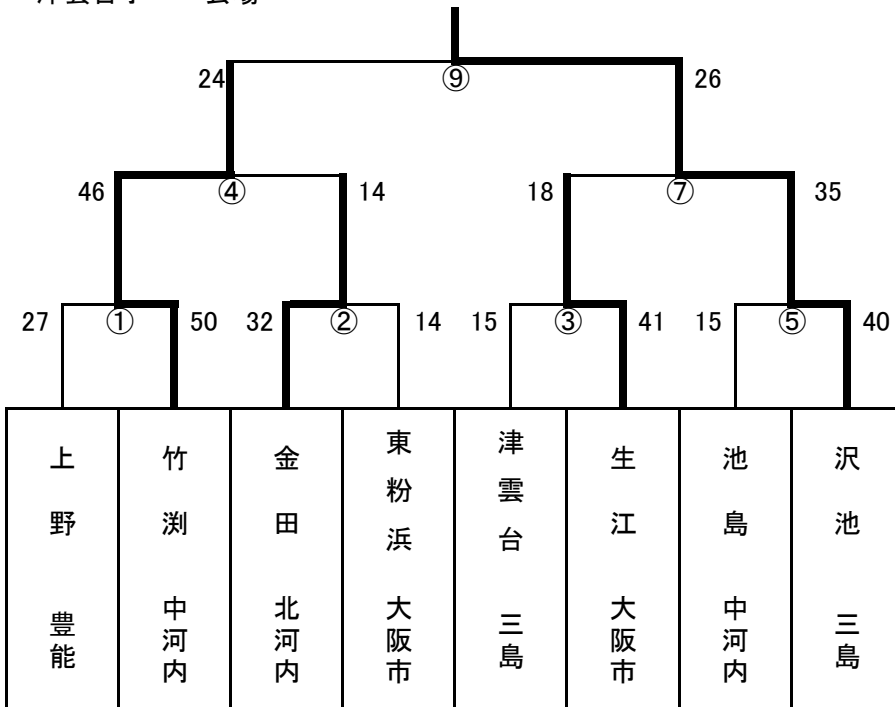 24 ⑨ 26
46 ④ 14 18 ⑦ 35
27 ① 50 32 ② 14 15 ③ 41 15 ⑤ 40
上野 豊能
竹渕 中河内
金田 北河内
東粉浜 大阪市
津雲台 三島
生江 大阪市
池島 中河内
沢池 三島